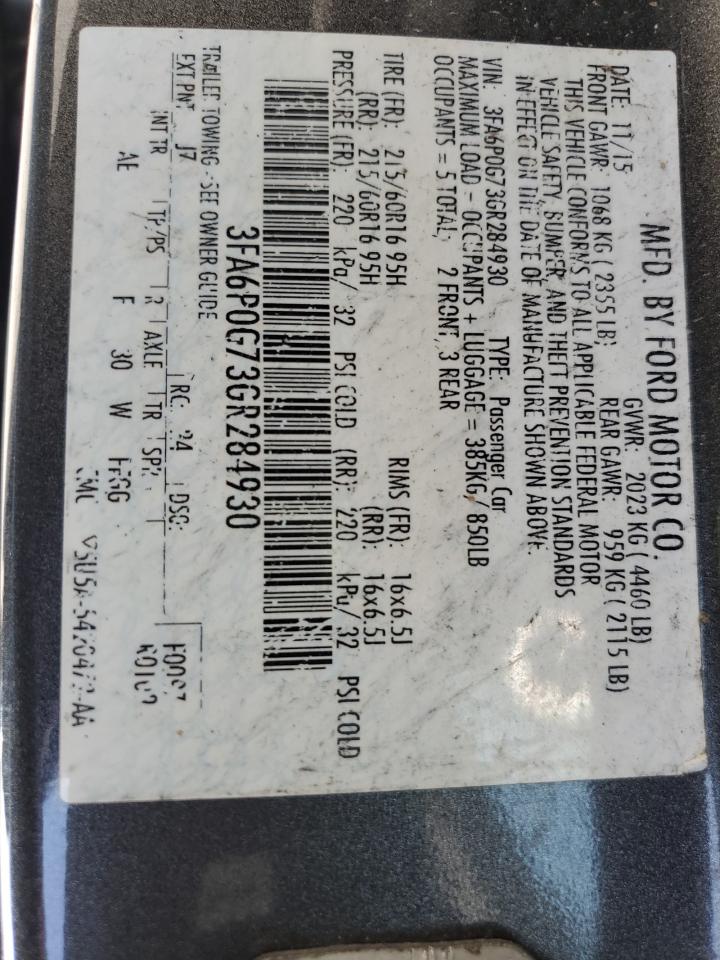 MFD. BY FORD MOTOR CO.
DATE: 11/15 GVWR: 2023 KG ( 4460 LB)
FRONT GAWR: 1068 KG ( 2355 LB) REAR GAWR: 959 KG ( 2115 LB)
THIS VEHICLE CONFORMS TO ALL APPLICABLE FEDERAL MOTOR
VEHICLE SAFETY, BUMPER, AND THEFT PREVENTION STANDARDS
IN EFFECT ON THE DATE OF MANUFACTURE SHOWN ABOVE.
VIN: 3FA6P0G73GR284930 TYPE: Passenger Car
MAXIMUM LOAD - OCCUPANTS + LUGGAGE = 385KG / 850LB
OCCUPANTS = 5 TOTAL, 2 FRONT, 3 REAR
TIRE (FR): 215/60R16 95H RIMS (FR): 16x6.5J
(RR): 215/60R16 95H (RR): 16x6.5J
PRESSURE (FR): 220 kPa/ 32 PSI COLD (RR): 220 kPa/ 32 PSI COLD
3FA6P0G73GR284930
TRAILER TOWING - SEE OWNER GUIDE
EXT PNT J7 RC: 24 DSO:
INT TR TP/PS R AXLE TR SPR
AE F 30 W